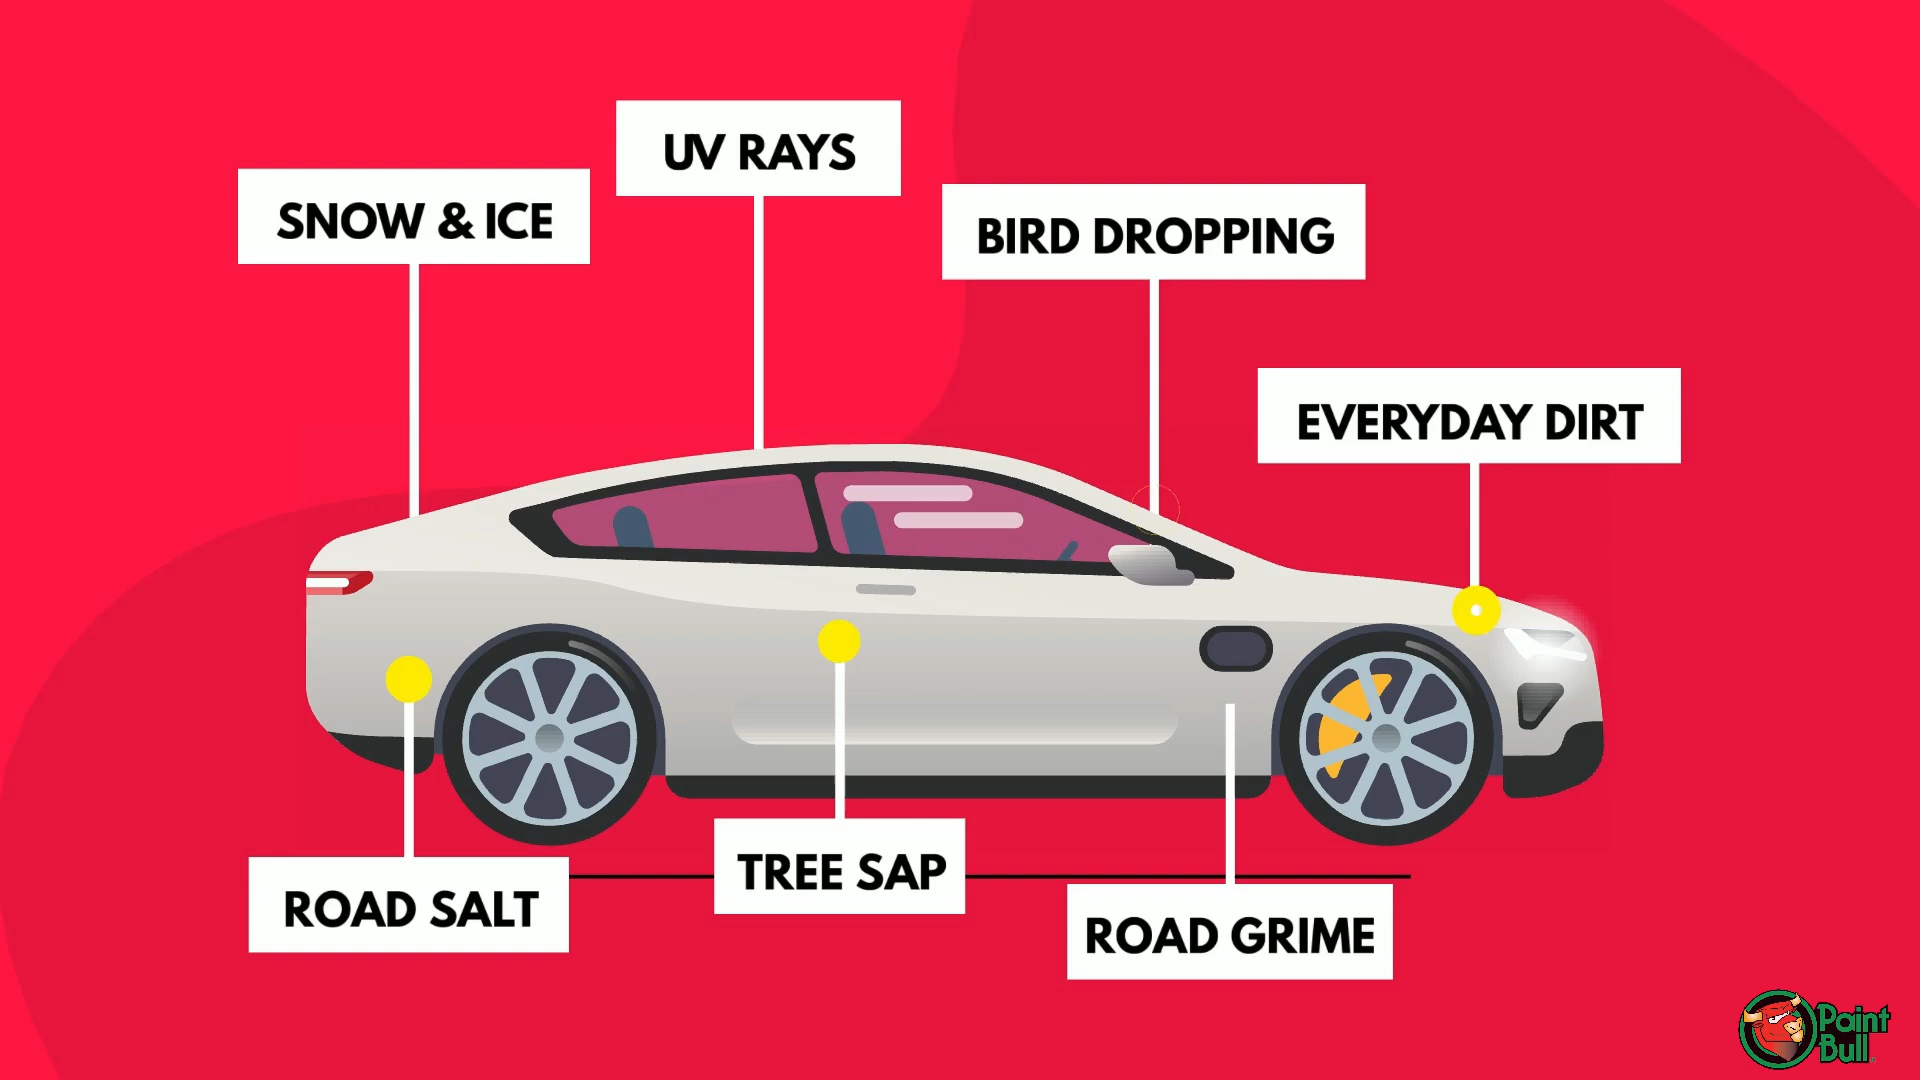 UV RAYS
SNOW & ICE
BIRD DROPPING
EVERYDAY DIRT
TREE SAP
ROAD SALT
ROAD GRIME
Paint
Bull